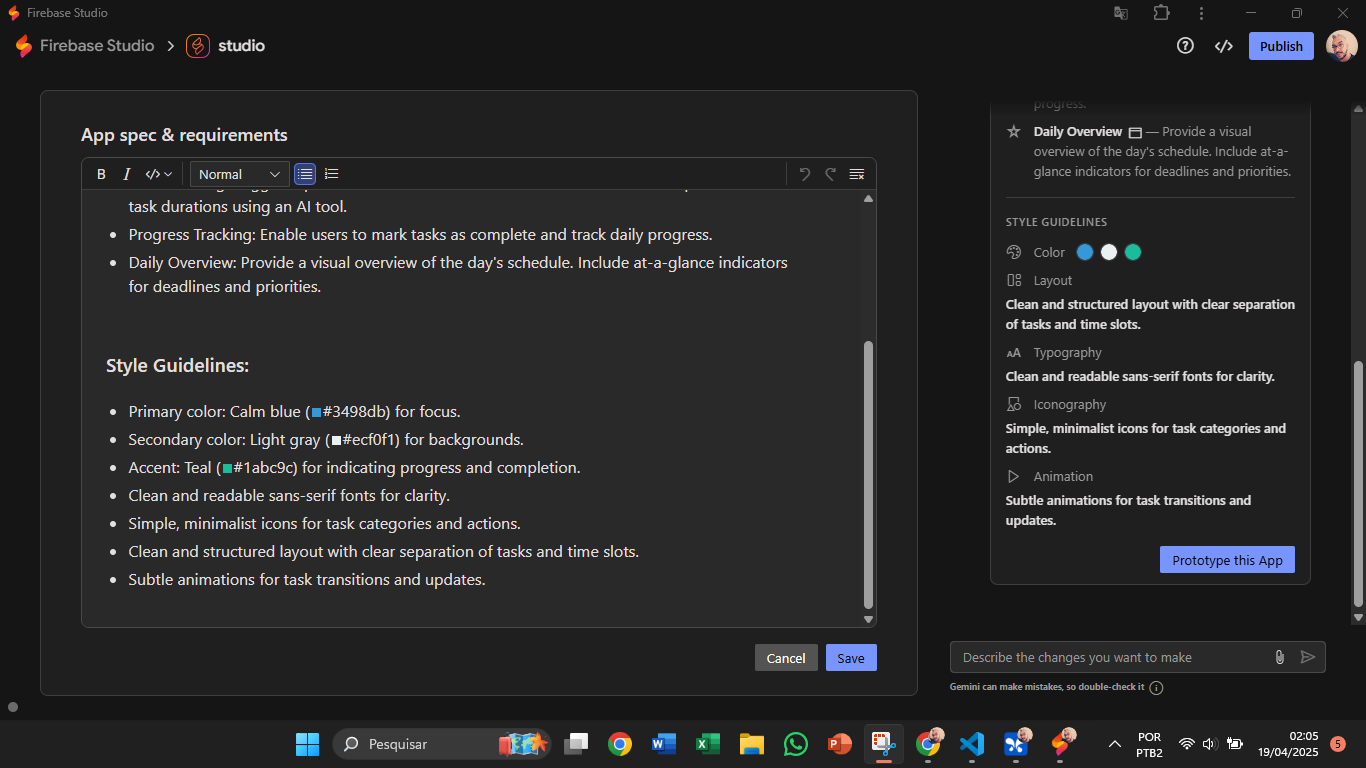 Firebase Studio
Firebase Studio > studio
Publish
App spec & requirements
Normal
task durations using an AI tool.
Progress Tracking: Enable users to mark tasks as complete and track daily progress.
Daily Overview: Provide a visual overview of the day's schedule. Include at-a-glance indicators
for deadlines and priorities.
Style Guidelines:
Primary color: Calm blue (#3498db) for focus.
Secondary color: Light gray (#ecf0f1) for backgrounds.
Accent: Teal (#1abc9c) for indicating progress and completion.
Clean and readable sans-serif fonts for clarity.
Simple, minimalist icons for task categories and actions.
Clean and structured layout with clear separation of tasks and time slots.
Subtle animations for task transitions and updates.
Cancel
Save
progress.
Daily Overview — Provide a visual
overview of the day's schedule. Include at-a-
glance indicators for deadlines and priorities.
STYLE GUIDELINES
Color
Layout
Clean and structured layout with clear separation
of tasks and time slots.
AA Typography
Clean and readable sans-serif fonts for clarity.
Iconography
Simple, minimalist icons for task categories and
actions.
Animation
Subtle animations for task transitions and
updates.
Prototype this App
Describe the changes you want to make
Gemini can make mistakes, so double-check it
Pesquisar
POR
PTB2
02:05
19/04/2025
5